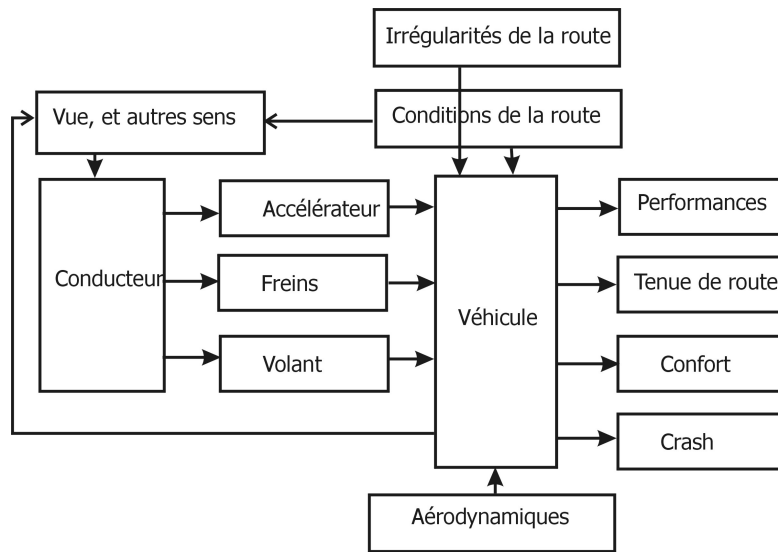 Irrégularités de la route
Vue, et autres sens
Conditions de la route
Conducteur
Accélérateur
Freins
Volant
Véhicule
Performances
Tenue de route
Confort
Crash
Aérodynamiques